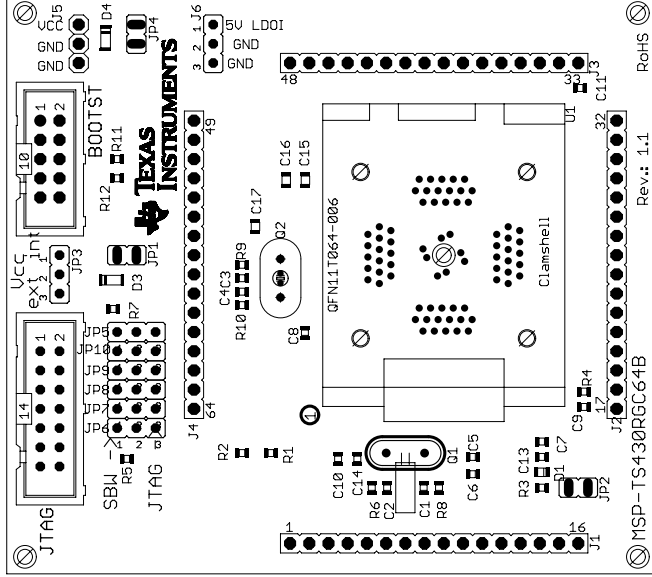 J5
VCC
GND
GND
D4
JP4
J6
1 5V LDOI
2 GND
3 GND
48
33
J3
C11
RoHS
1 2
10
BOOTST
R11
R12
TEXAS INSTRUMENTS
49
C16
C15
C17
Q2
U1
32
Rev.: 1.1
QFN11T064-006
Clamshell
Vcc
int
ext
1
2
3
JP3
JP1
D3
R7
R9
C4 C3
R10
C8
1 2
14
JTAG
JP5
JP10
JP9
JP8
JP7
JP6
1 2 3
SBW ->
JTAG
R5
64
J4
1
R2
R1
C10
C14
Q1
C5
C6
R6
C2
C1
R8
R4
C9
C7
C13
D1
R3
JP2
17
J2
1
16
J1
MSP-TS430RGC64B